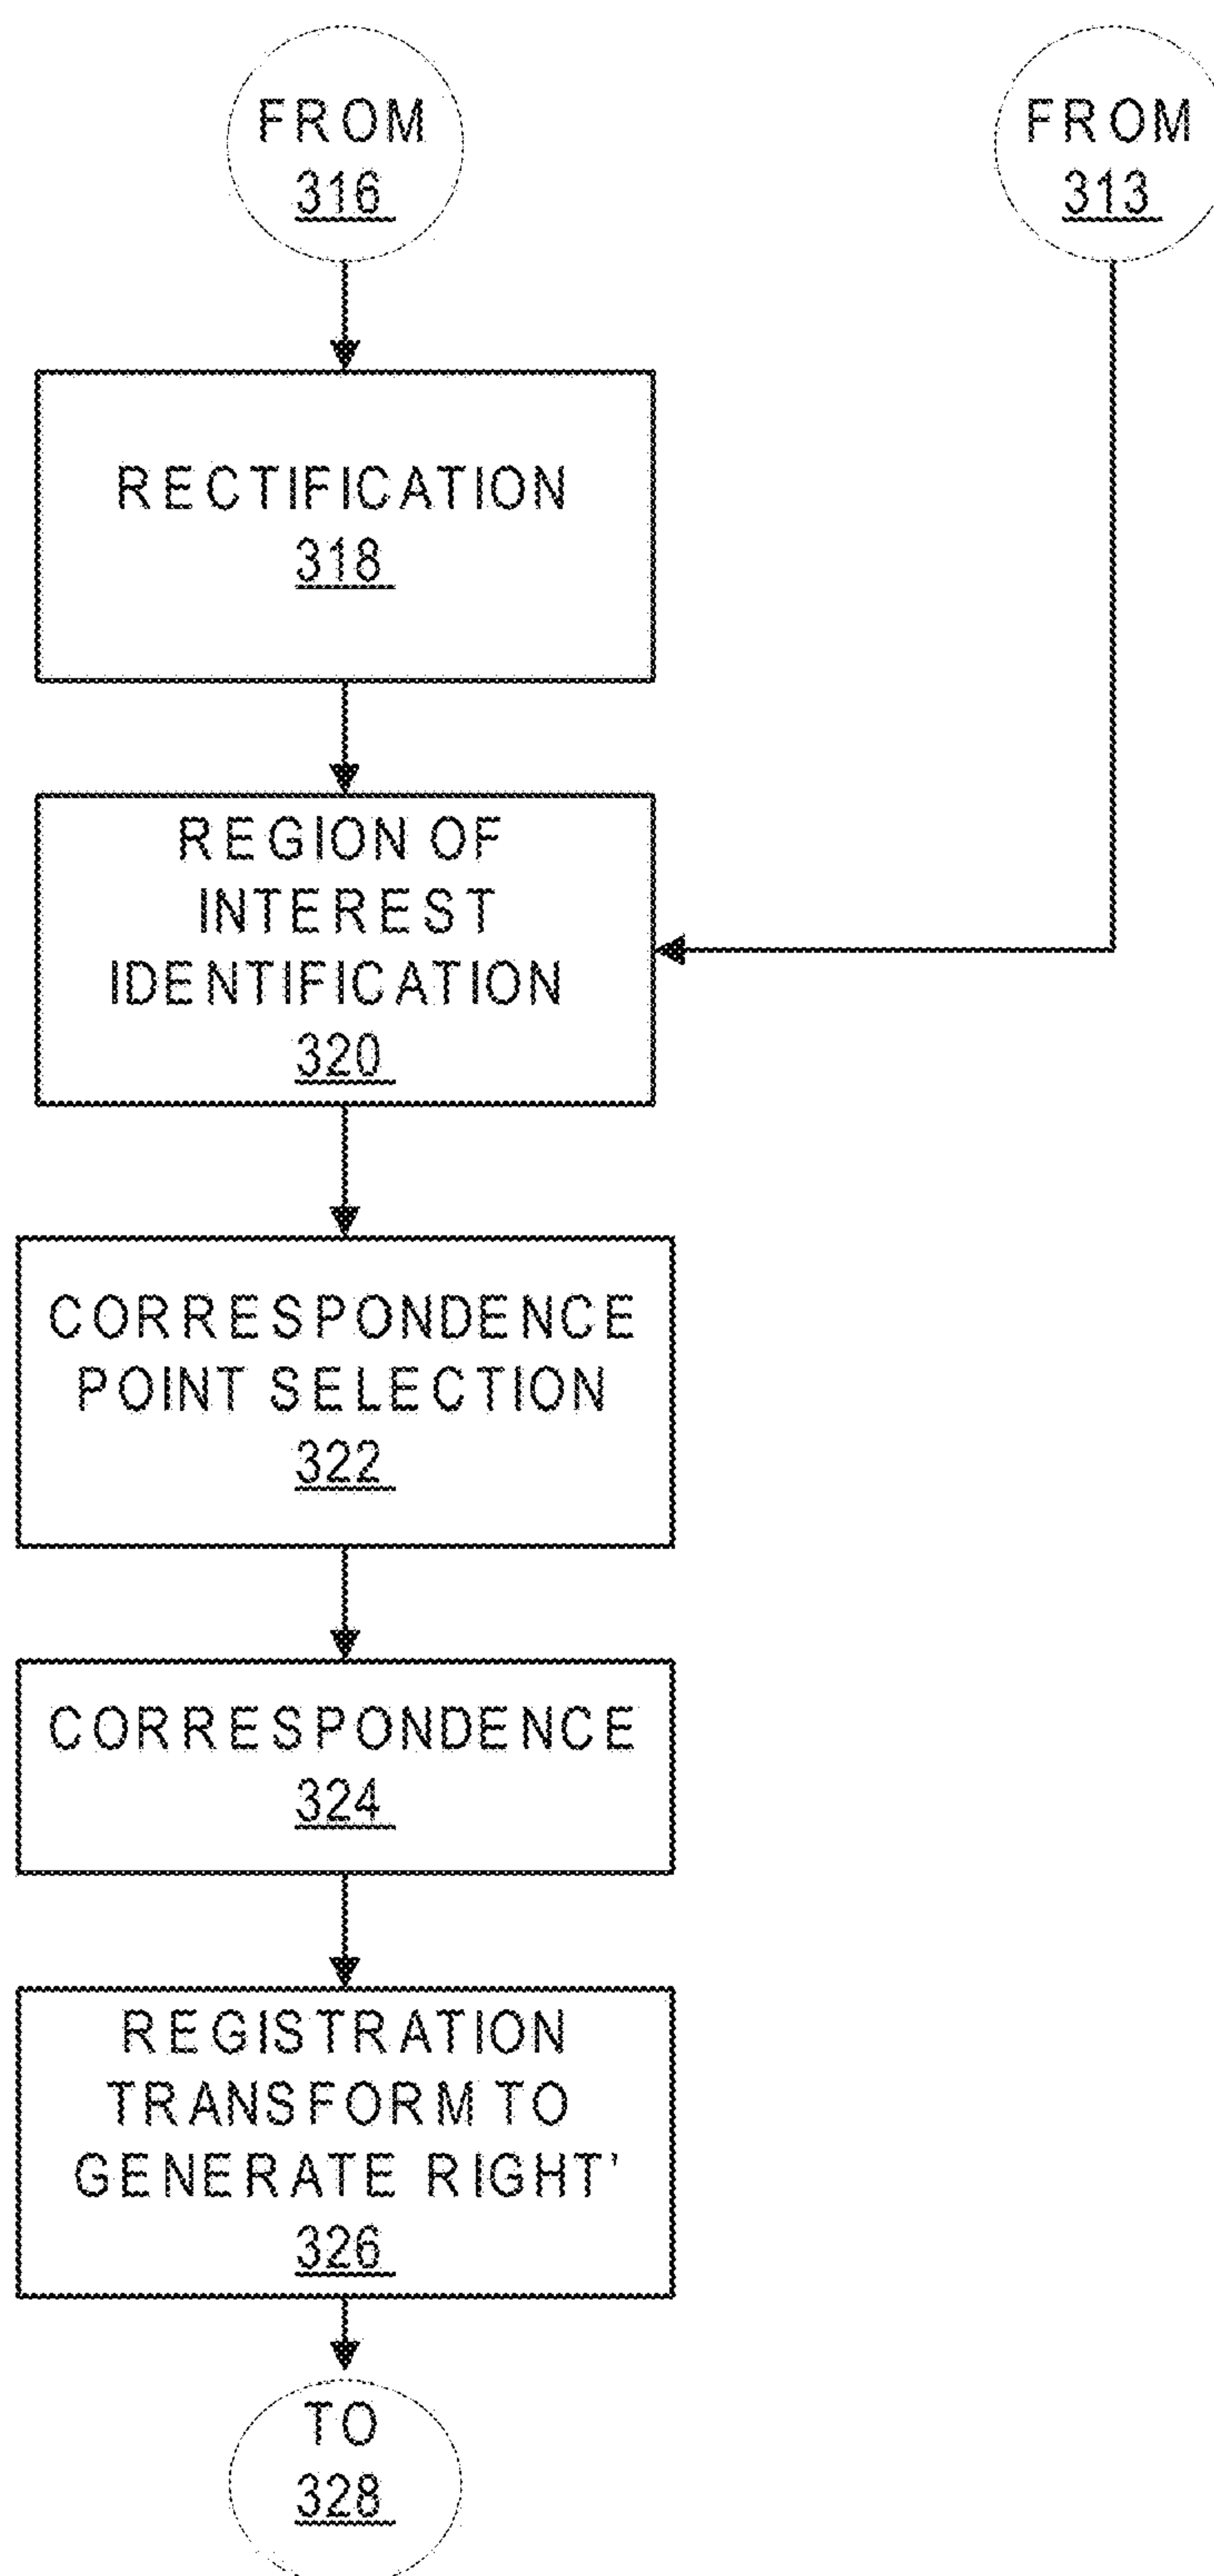 FROM
316
FROM
313
RECTIFICATION
318
REGION OF
INTEREST
IDENTIFICATION
320
CORRESPONDENCE
POINT SELECTION
322
CORRESPONDENCE
324
REGISTRATION
TRANSFORM TO
GENERATE RIGHT'
326
TO
328